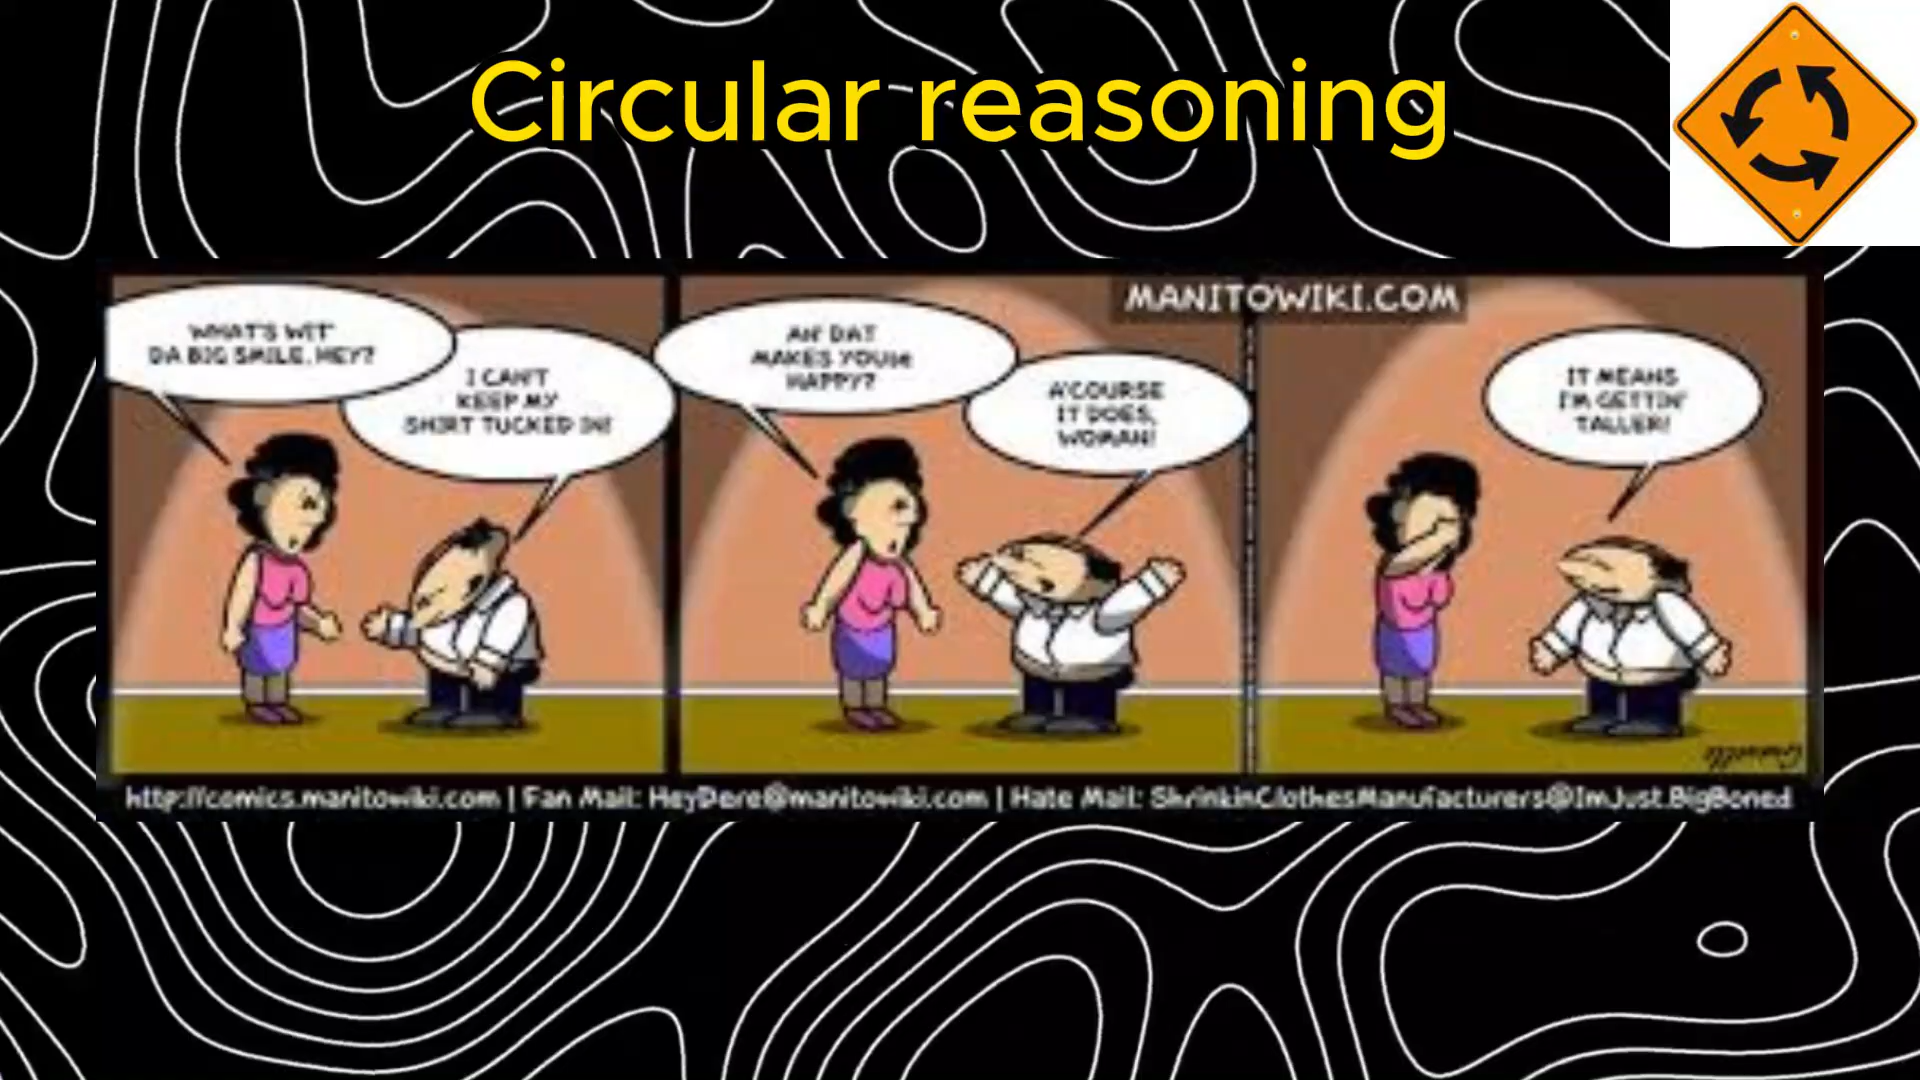 Circular reasoning
MANITOWIKI.COM
WHAT'S WIT'
DA BIG SMILE, HEY?
I CAN'T
KEEP MY
SHIRT TUCKED IN!
AN' DAT
MAKES YOUSE
HAPPY?
A'COURSE
IT DOES,
WOMAN!
IT MEANS
I'M GETTIN'
TALLER!
http://comics.manitowiki.com | Fan Mail: HeyDere@manitowiki.com | Hate Mail: ShrinkinClothesManufacturers@ImJust.BigBoned